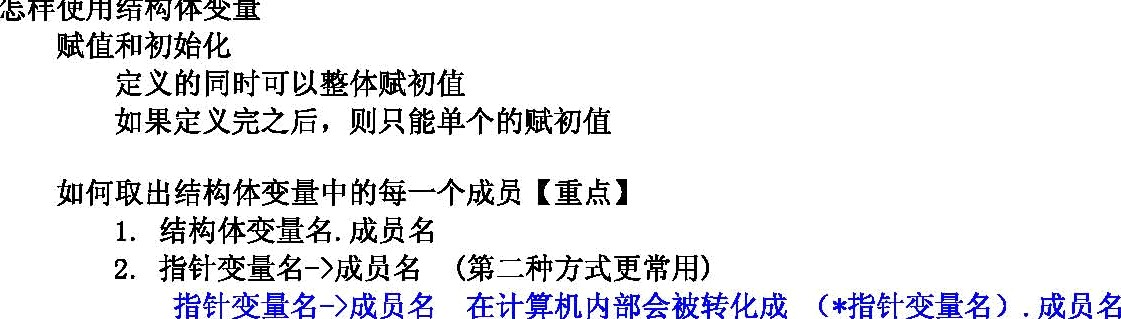 怎样使用结构体变量
赋值和初始化
定义的同时可以整体赋初值
如果定义完之后，则只能单个的赋初值
如何取出结构体变量中的每一个成员【重点】
1. 结构体变量名.成员名
2. 指针变量名->成员名 (第二种方式更常用)
指针变量名->成员名 在计算机内部会被转化成 （*指针变量名）.成员名